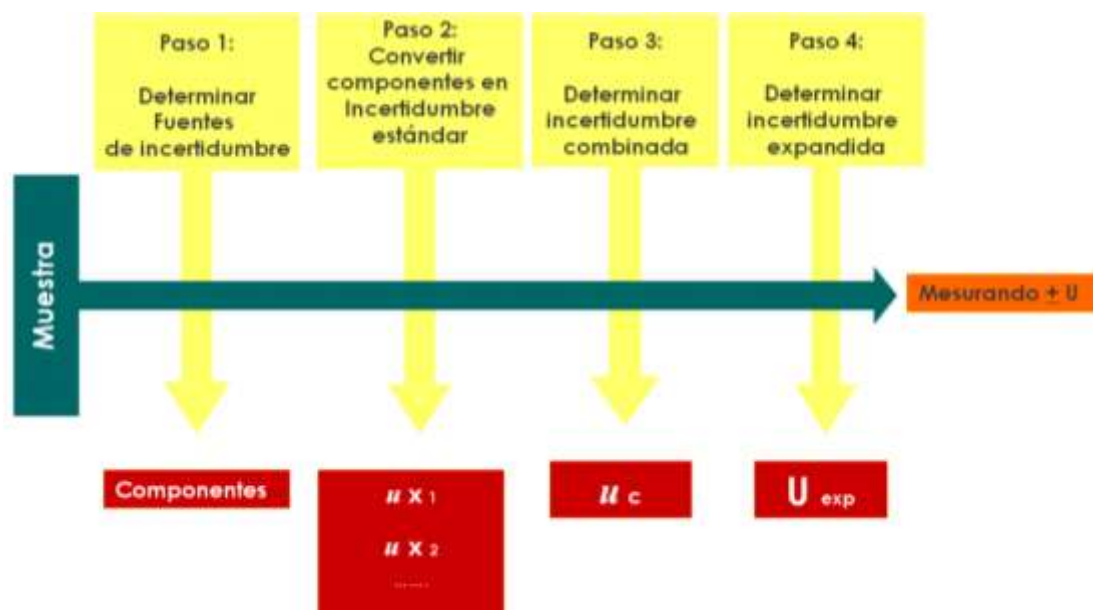 Paso 1:
Determinar
Fuentes
de incertidumbre
Paso 2:
Convertir
componentes en
Incertidumbre
estándar
Paso 3:
Determinar
incertidumbre
combinada
Paso 4:
Determinar
incertidumbre
expandida
Muestra
Mesurando ± U
Componentes
u x 1
u x 2
........
u c
U exp